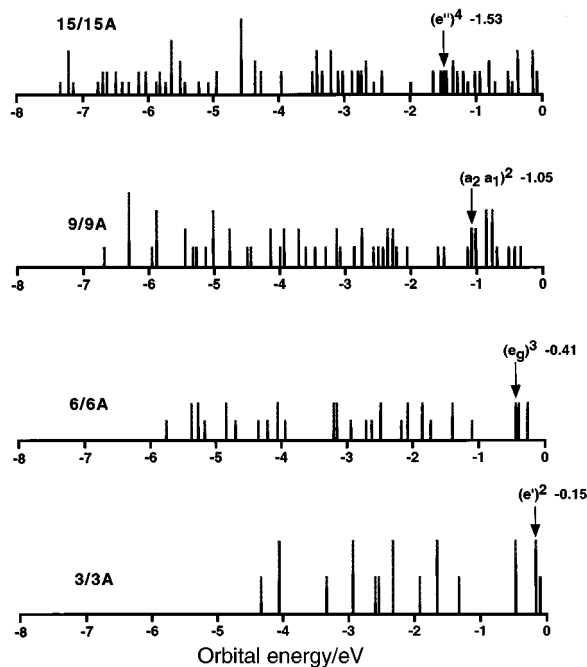 15/15A
(e")⁴ -1.53
-8 -7 -6 -5 -4 -3 -2 -1 0
(a₂ a₁)² -1.05
9/9A
-8 -7 -6 -5 -4 -3 -2 -1 0
(e_g)³ -0.41
6/6A
-8 -7 -6 -5 -4 -3 -2 -1 0
(e')² -0.15
3/3A
-8 -7 -6 -5 -4 -3 -2 -1 0
Orbital energy/eV